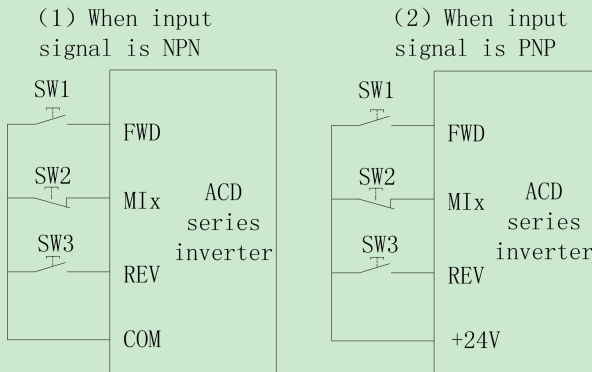 (1) When input
signal is NPN
SW1
FWD
SW2
MIx
ACD
series
inverter
SW3
REV
COM
(2) When input
signal is PNP
SW1
FWD
SW2
MIx
ACD
series
inverter
SW3
REV
+24V